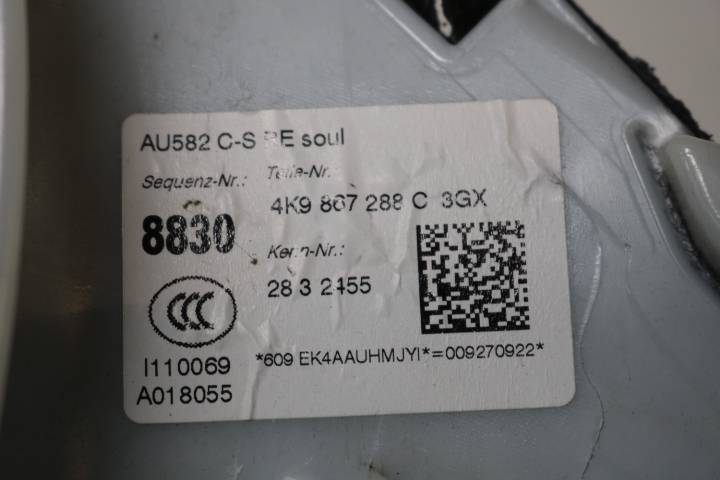 AU582 C-S RE soul
Sequenz-Nr.: Teile-Nr.:
8830 4K9 867 288 C 3GX
Kenn-Nr.:
28 3 2455
CCC
I110069
A018055
*609 EK4AAUHMJYI*=009270922*